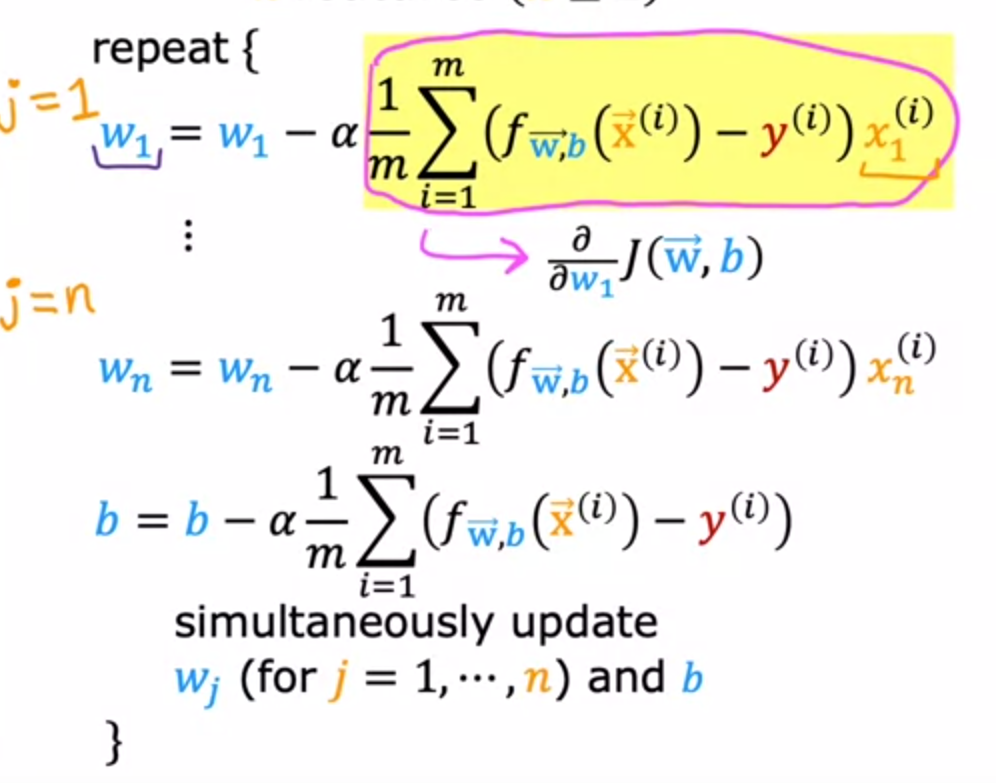 repeat {
j=1
w₁ = w₁ − α 1/m ∑ᵢ₌₁ᵐ (f_w⃗,b(x⃗⁽ⁱ⁾) − y⁽ⁱ⁾) x₁⁽ⁱ⁾
⋮
∂/∂w₁ J(w⃗, b)
j=n
wₙ = wₙ − α 1/m ∑ᵢ₌₁ᵐ (f_w⃗,b(x⃗⁽ⁱ⁾) − y⁽ⁱ⁾) xₙ⁽ⁱ⁾
b = b − α 1/m ∑ᵢ₌₁ᵐ (f_w⃗,b(x⃗⁽ⁱ⁾) − y⁽ⁱ⁾)
simultaneously update
wⱼ (for j = 1, ⋯, n) and b
}